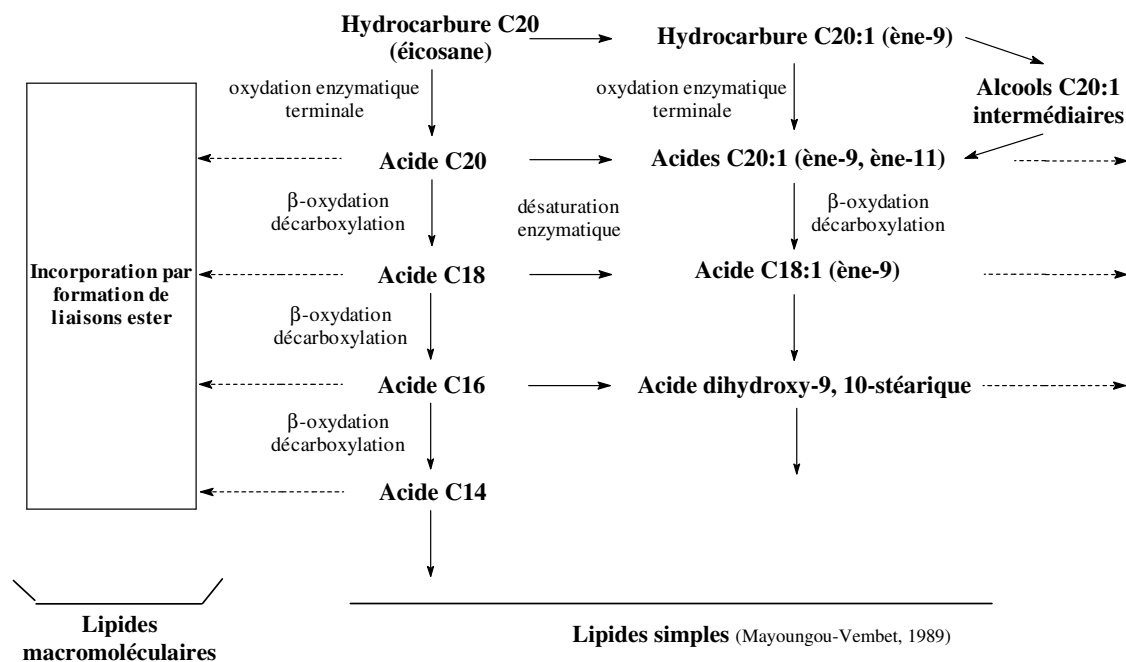 Hydrocarbure C20
(éicosane)
Hydrocarbure C20:1 (ène-9)
Alcools C20:1
intermédiaires
oxydation enzymatique
terminale
oxydation enzymatique
terminale
Acide C20
Acides C20:1 (ène-9, ène-11)
β-oxydation
décarboxylation
désaturation
enzymatique
β-oxydation
décarboxylation
Incorporation par
formation de
liaisons ester
Acide C18
Acide C18:1 (ène-9)
β-oxydation
décarboxylation
Acide C16
Acide dihydroxy-9, 10-stéarique
β-oxydation
décarboxylation
Acide C14
Lipides
macromoléculaires
Lipides simples (Mayoungou-Vembet, 1989)